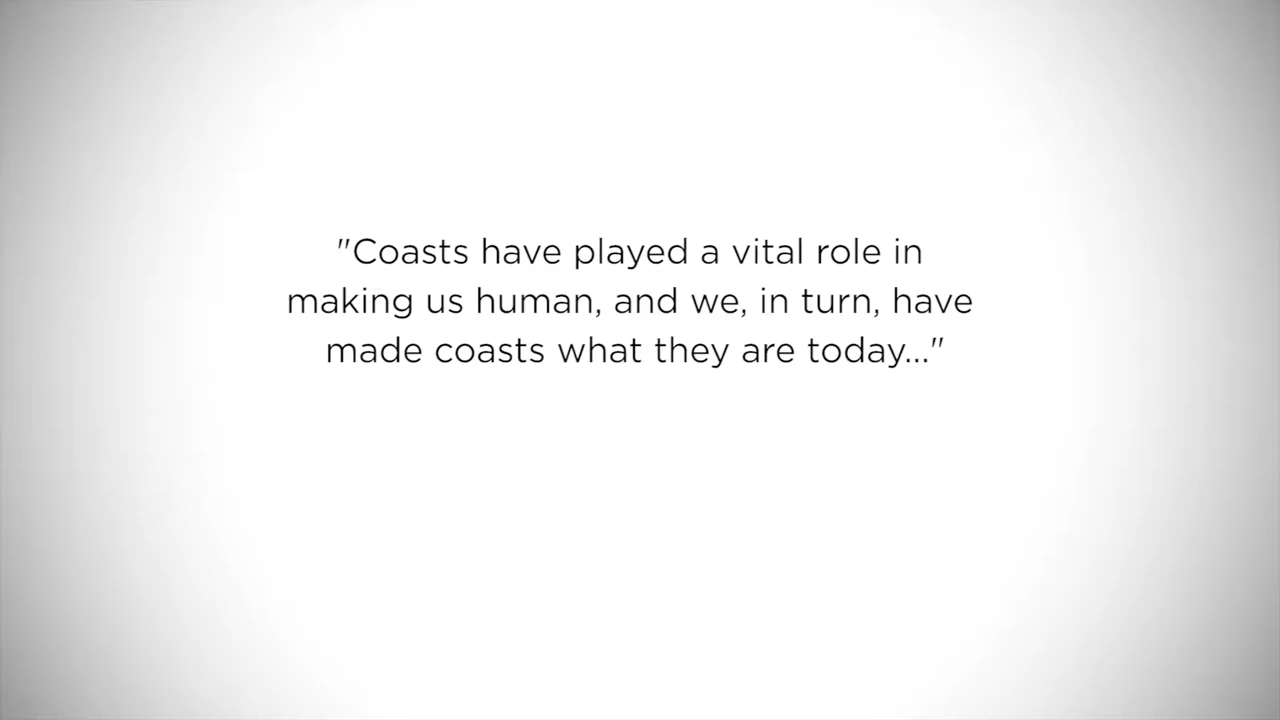 "Coasts have played a vital role in
making us human, and we, in turn, have
made coasts what they are today..."